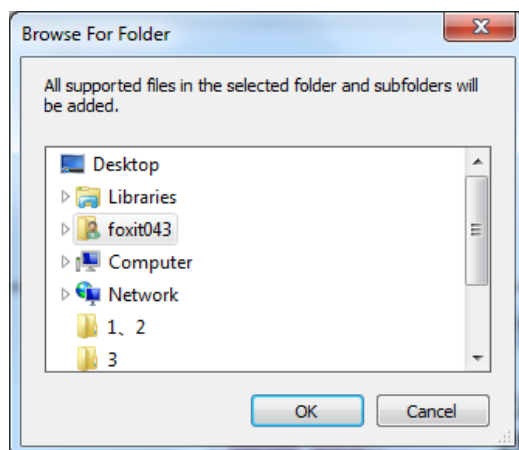 Browse For Folder
All supported files in the selected folder and subfolders will
be added.
Desktop
Libraries
foxit043
Computer
Network
1、2
3
OK
Cancel